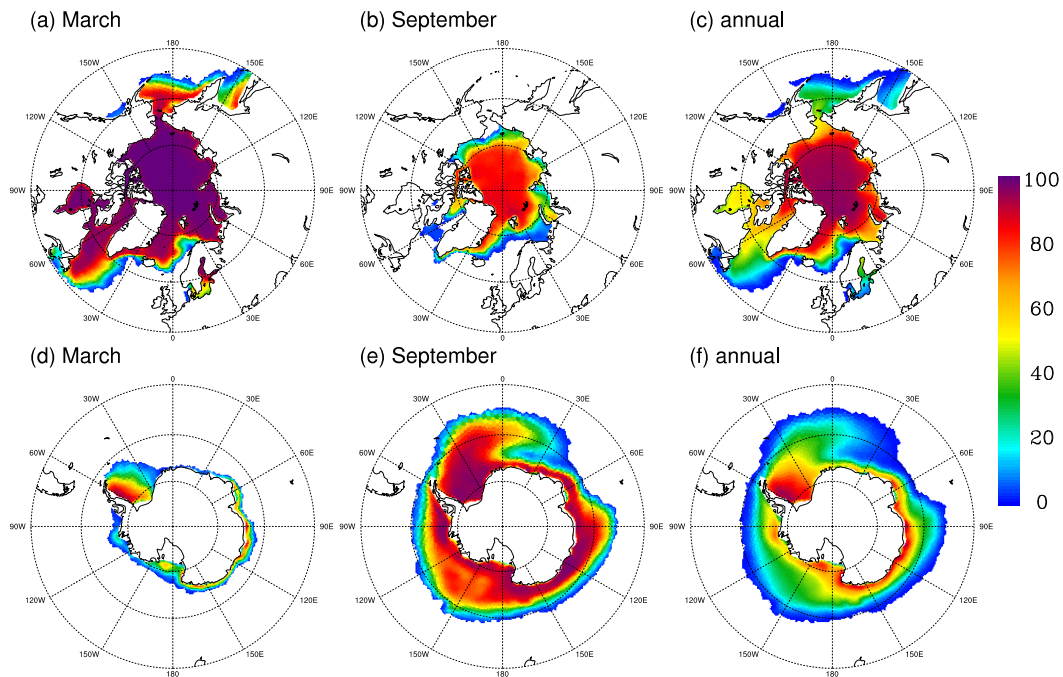 (a) March
180
150W 150E
120W 120E
90W 90E
60W 60E
30W 30E
0
(b) September
180
150W 150E
120W 120E
90W 90E
60W 60E
30W 30E
0
(c) annual
180
150W 150E
120W 120E
90W 90E
60W 60E
30W 30E
0
100
80
60
40
20
0
(d) March
0
30W 30E
60W 60E
90W 90E
120W 120E
150W 150E
180
(e) September
0
30W 30E
60W 60E
90W 90E
120W 120E
150W 150E
180
(f) annual
0
30W 30E
60W 60E
90W 90E
120W 120E
150W 150E
180